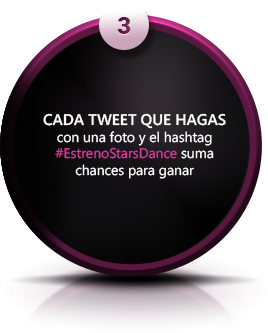 3
CADA TWEET QUE HAGAS
con una foto y el hashtag
#EstrenoStarsDance suma
chances para ganar